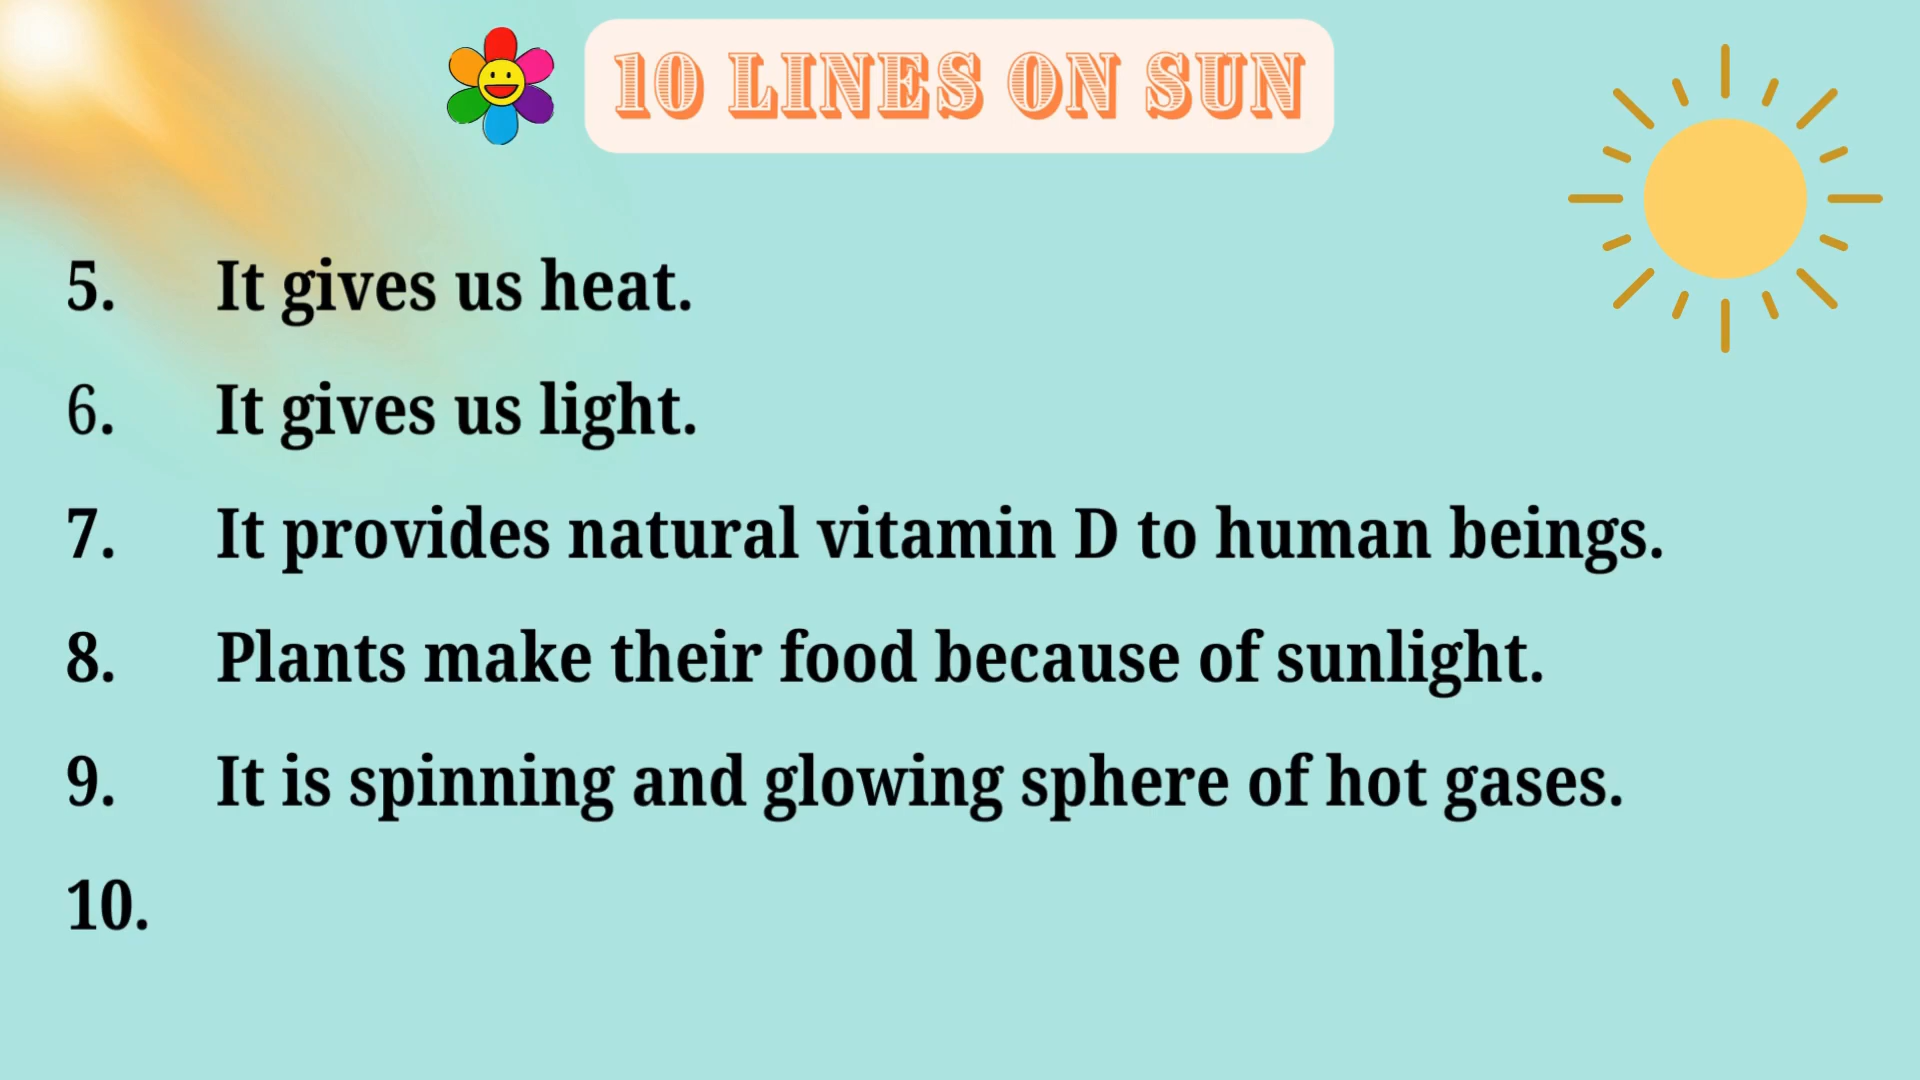 10 LINES ON SUN
5. It gives us heat.
6. It gives us light.
7. It provides natural vitamin D to human beings.
8. Plants make their food because of sunlight.
9. It is spinning and glowing sphere of hot gases.
10.